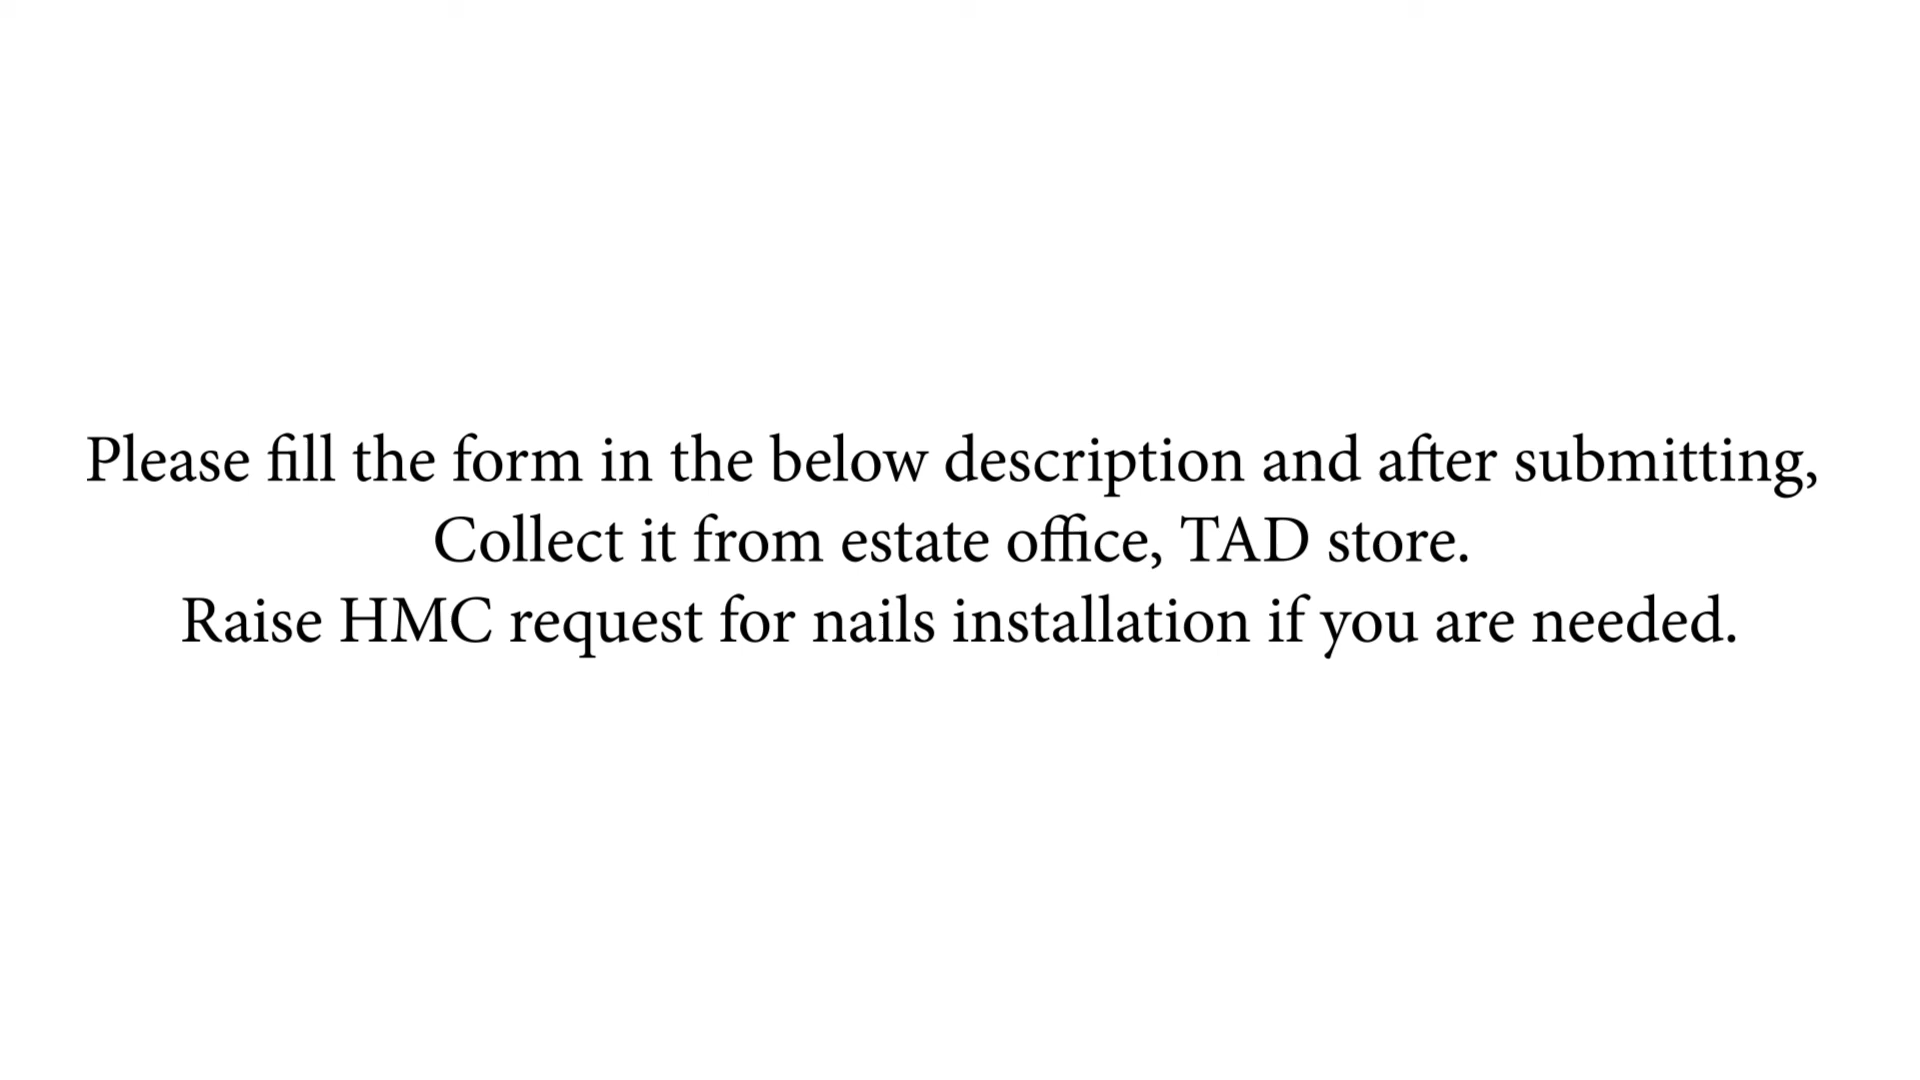 Please fill the form in the below description and after submitting,
Collect it from estate office, TAD store.
Raise HMC request for nails installation if you are needed.